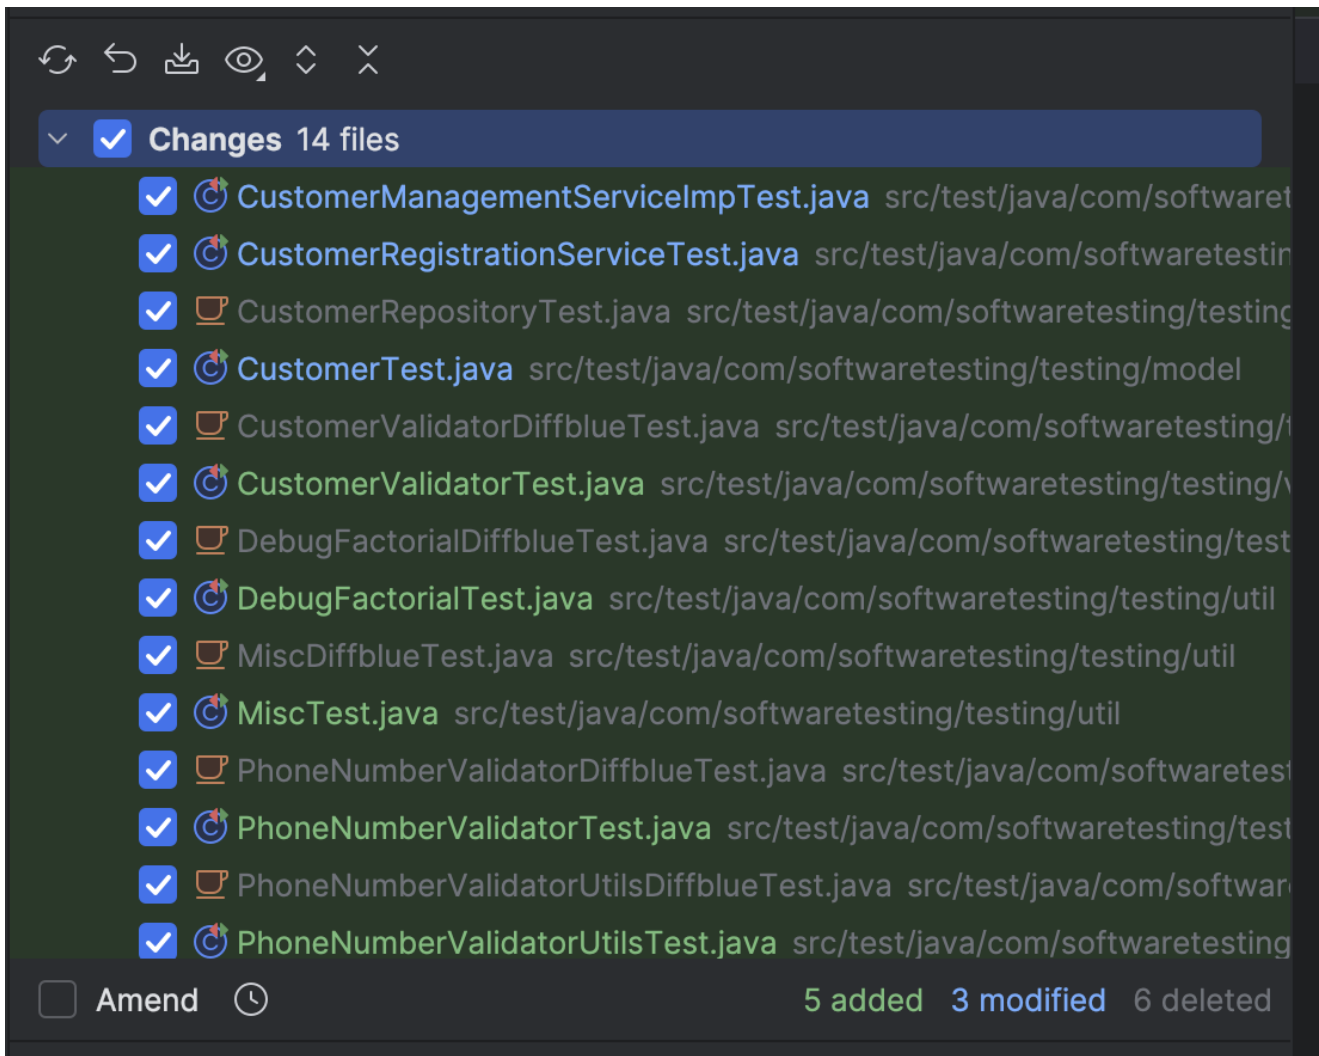 Changes 14 files
CustomerManagementServiceImpTest.java src/test/java/com/softwaret
CustomerRegistrationServiceTest.java src/test/java/com/softwaretestin
CustomerRepositoryTest.java src/test/java/com/softwaretesting/testing
CustomerTest.java src/test/java/com/softwaretesting/testing/model
CustomerValidatorDiffblueTest.java src/test/java/com/softwaretesting/t
CustomerValidatorTest.java src/test/java/com/softwaretesting/testing/v
DebugFactorialDiffblueTest.java src/test/java/com/softwaretesting/test
DebugFactorialTest.java src/test/java/com/softwaretesting/testing/util
MiscDiffblueTest.java src/test/java/com/softwaretesting/testing/util
MiscTest.java src/test/java/com/softwaretesting/testing/util
PhoneNumberValidatorDiffblueTest.java src/test/java/com/softwaretest
PhoneNumberValidatorTest.java src/test/java/com/softwaretesting/test
PhoneNumberValidatorUtilsDiffblueTest.java src/test/java/com/softwar
PhoneNumberValidatorUtilsTest.java src/test/java/com/softwaretesting
Amend 5 added 3 modified 6 deleted